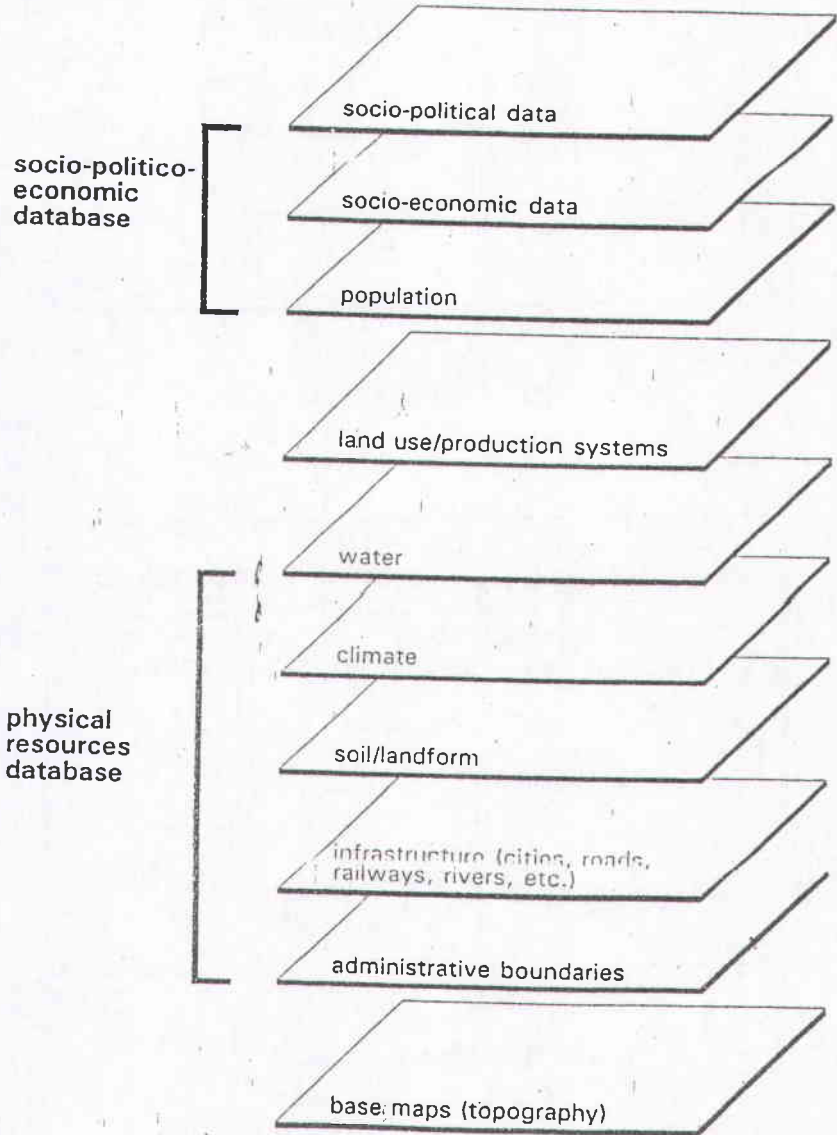 socio-political data
socio-politico-
economic
database
socio-economic data
population
land use/production systems
water
climate
physical
resources
database
soil/landform
infrastructure (cities, roads,
railways, rivers, etc.)
administrative boundaries
base maps (topography)